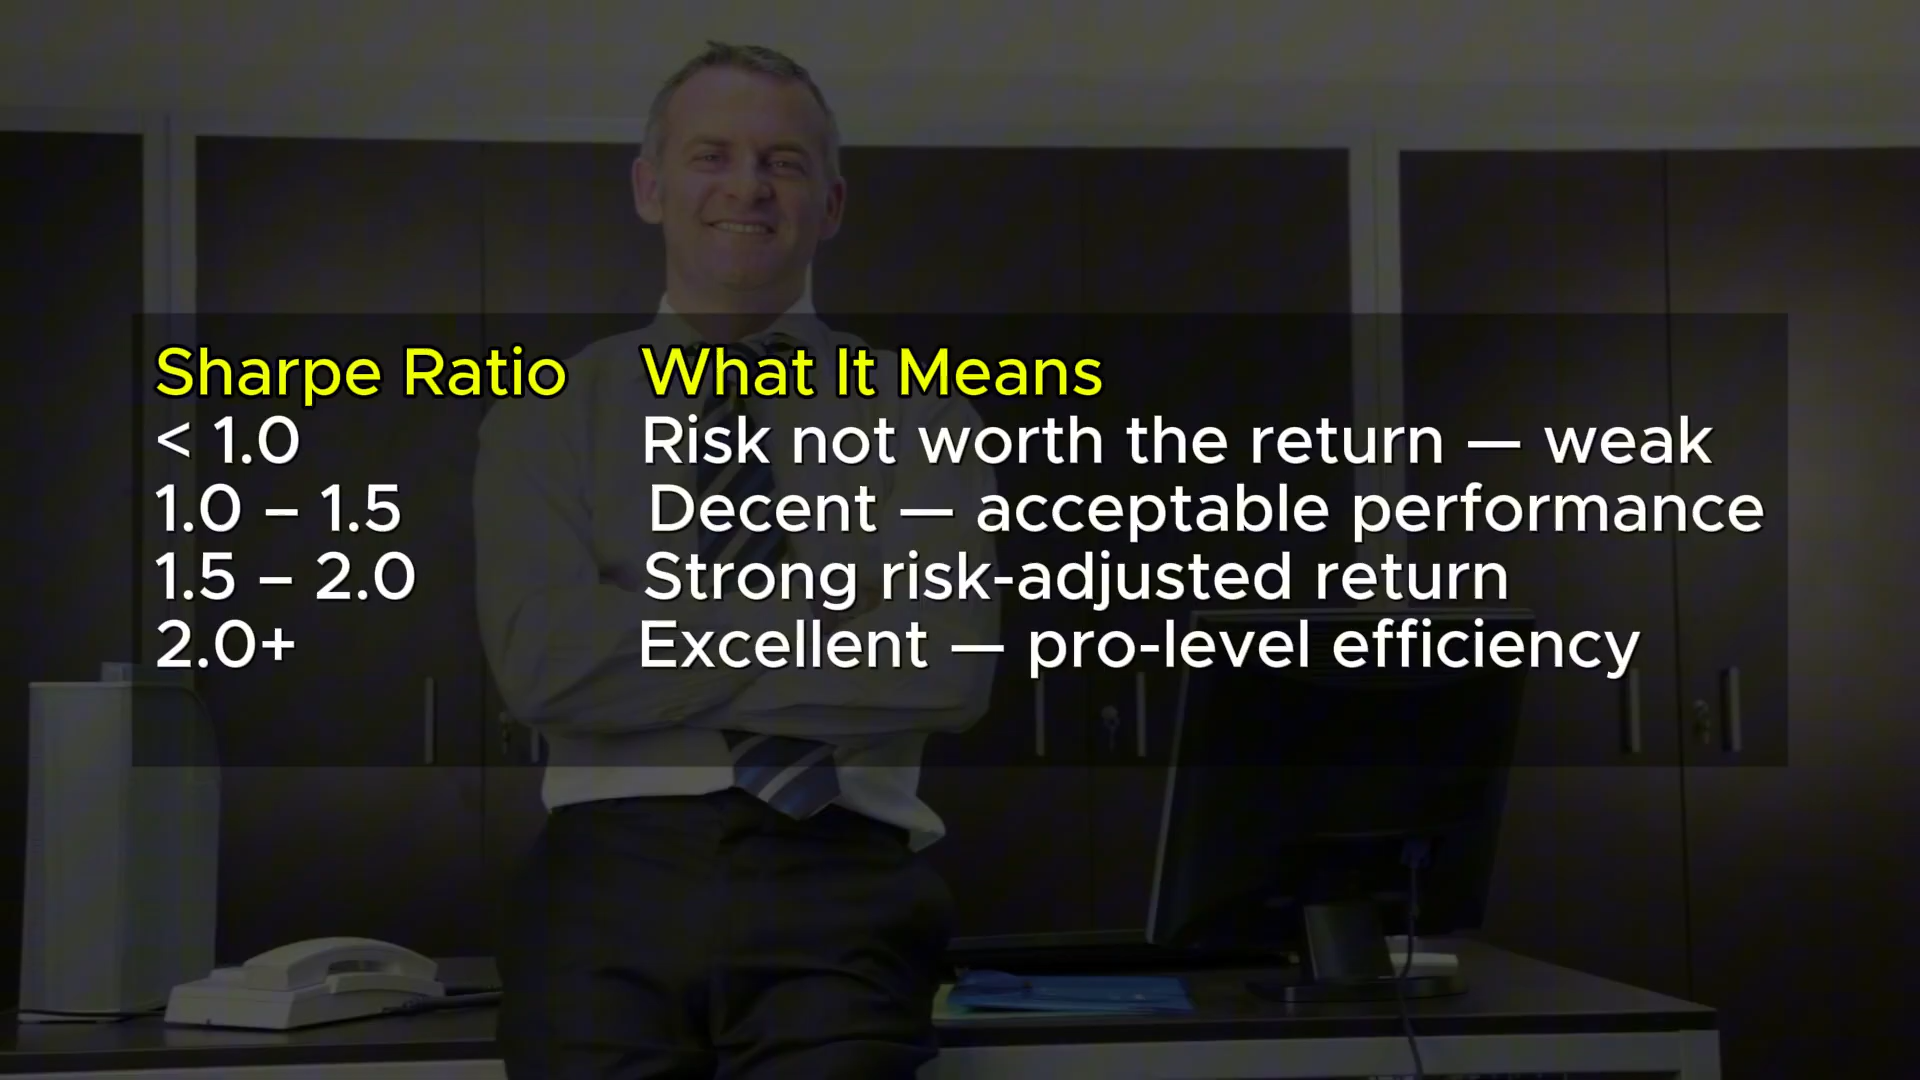 Sharpe Ratio What It Means
< 1.0 Risk not worth the return — weak
1.0 – 1.5 Decent — acceptable performance
1.5 – 2.0 Strong risk-adjusted return
2.0+ Excellent — pro-level efficiency